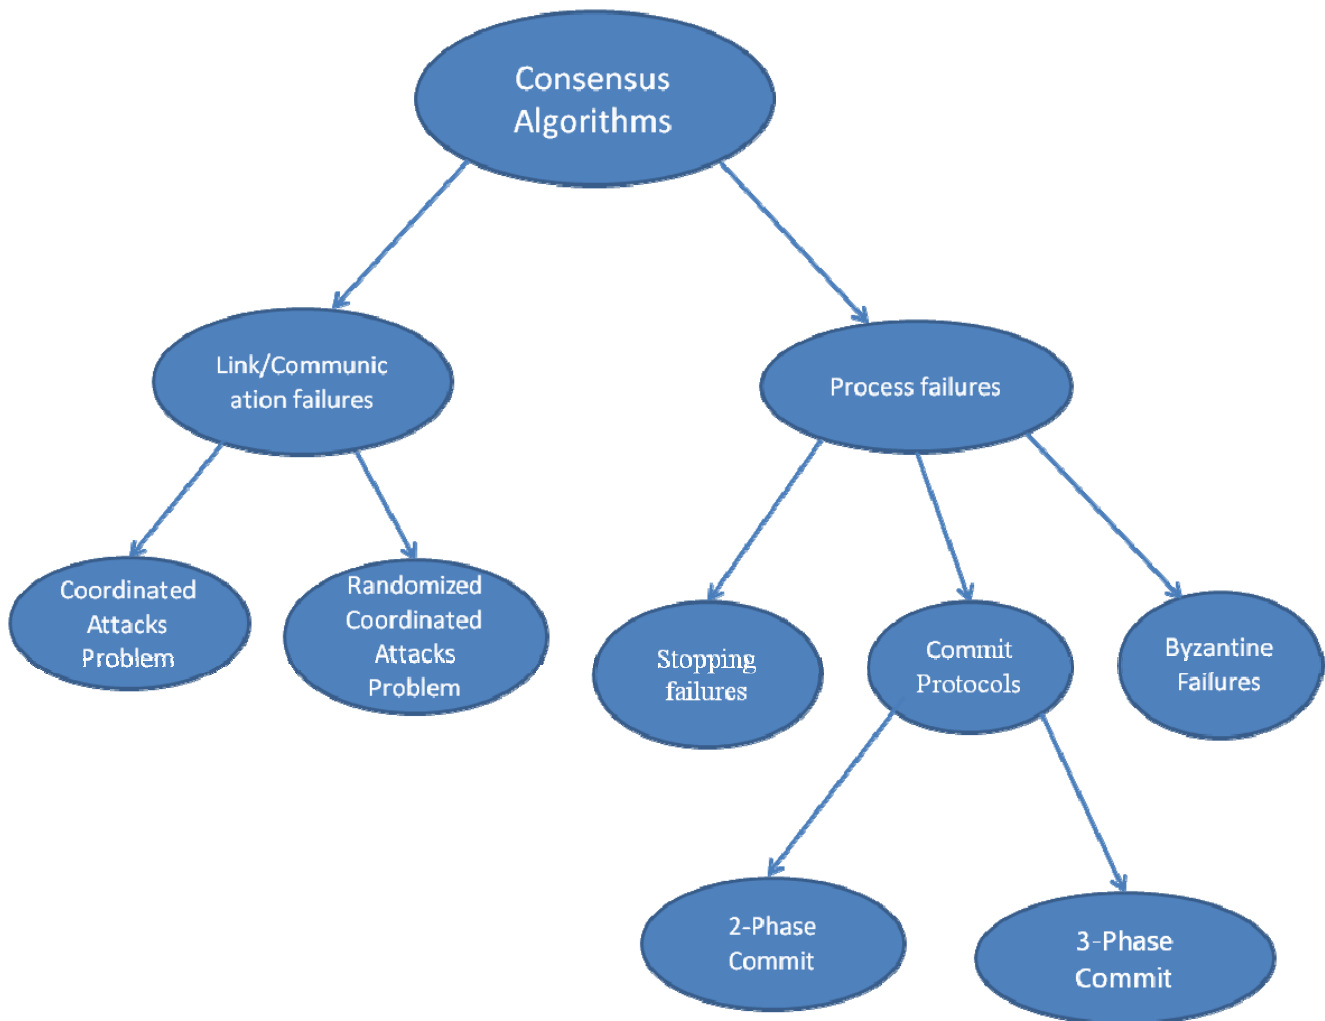 Consensus
Algorithms
Link/Communic
ation failures
Process failures
Coordinated
Attacks
Problem
Randomized
Coordinated
Attacks
Problem
Stopping
failures
Commit
Protocols
Byzantine
Failures
2-Phase
Commit
3-Phase
Commit